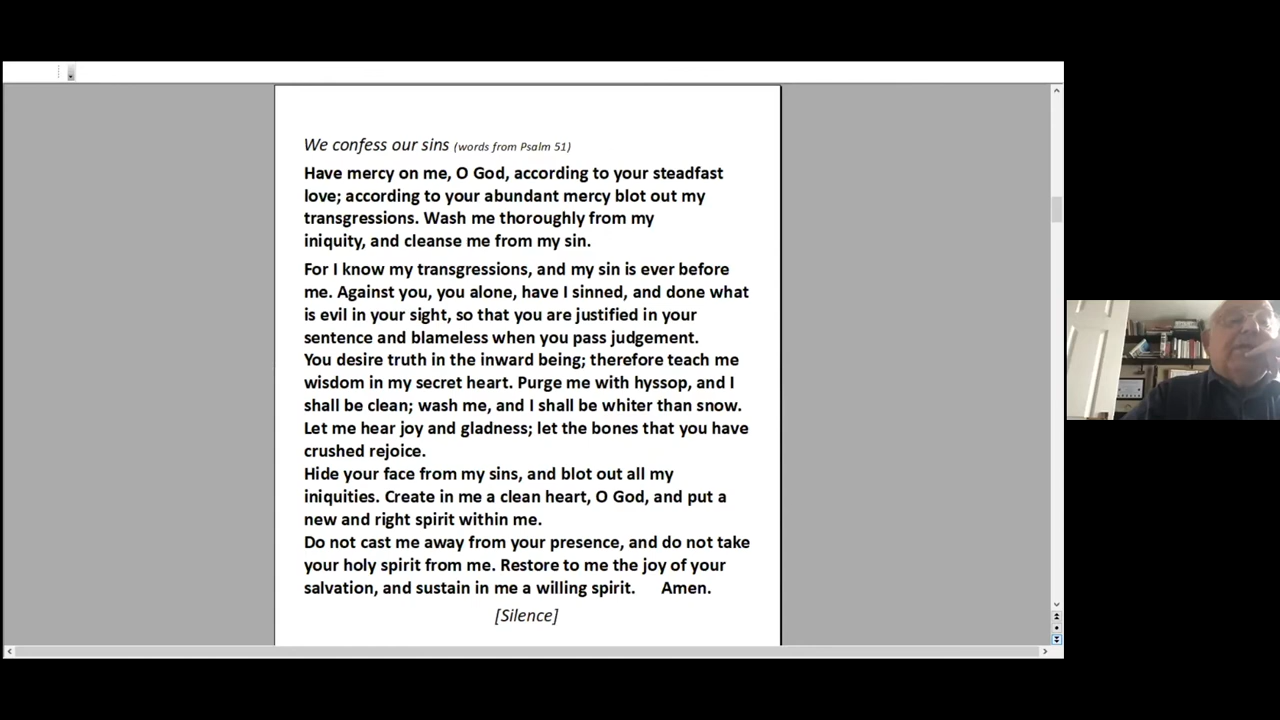 We confess our sins (words from Psalm 51)
Have mercy on me, O God, according to your steadfast
love; according to your abundant mercy blot out my
transgressions. Wash me thoroughly from my
iniquity, and cleanse me from my sin.
For I know my transgressions, and my sin is ever before
me. Against you, you alone, have I sinned, and done what
is evil in your sight, so that you are justified in your
sentence and blameless when you pass judgement.
You desire truth in the inward being; therefore teach me
wisdom in my secret heart. Purge me with hyssop, and I
shall be clean; wash me, and I shall be whiter than snow.
Let me hear joy and gladness; let the bones that you have
crushed rejoice.
Hide your face from my sins, and blot out all my
iniquities. Create in me a clean heart, O God, and put a
new and right spirit within me.
Do not cast me away from your presence, and do not take
your holy spirit from me. Restore to me the joy of your
salvation, and sustain in me a willing spirit. Amen.
[Silence]